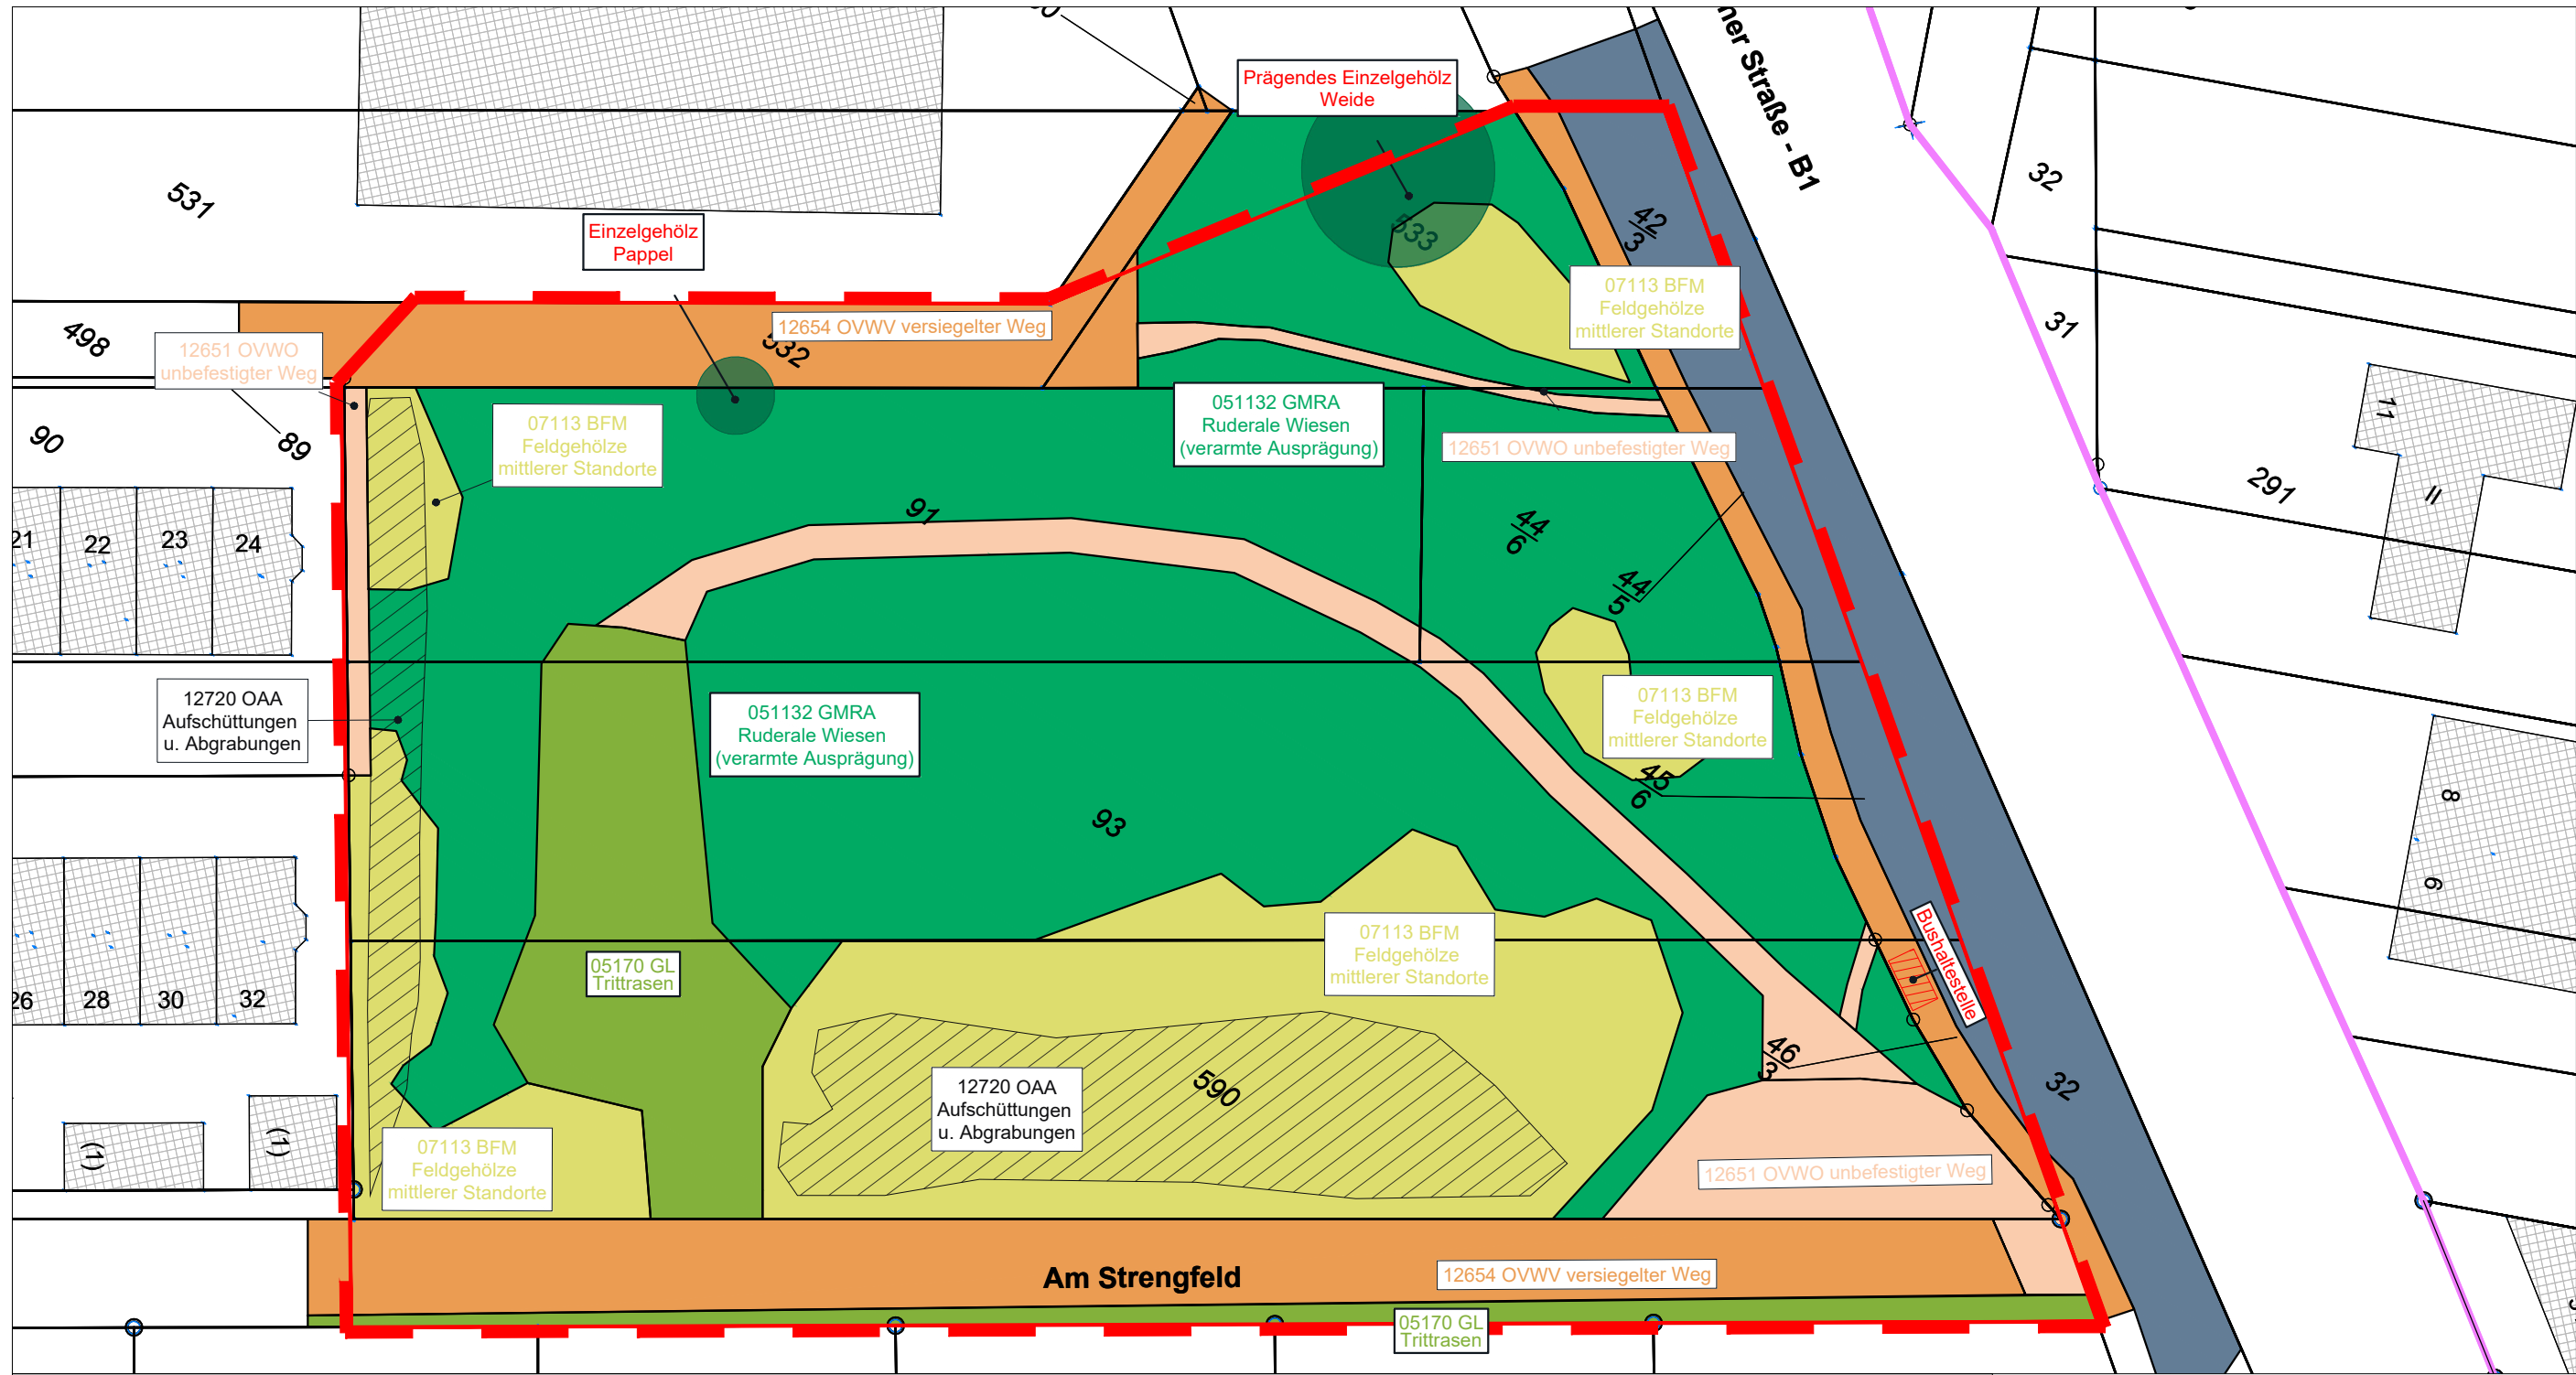 Prägendes Einzelgehölz
Weide
ner Straße - B1
531
Einzelgehölz
Pappel
533
42
3
32
07113 BFM
Feldgehölze
mittlerer Standorte
31
498
12651 OVWO
unbefestigter Weg
12654 OVWV versiegelter Weg
532
90
89
07113 BFM
Feldgehölze
mittlerer Standorte
051132 GMRA
Ruderale Wiesen
(verarmte Ausprägung)
12651 OVWO unbefestigter Weg
11
II
291
21
22
23
24
91
44
6
44
5
12720 OAA
Aufschüttungen
u. Abgrabungen
051132 GMRA
Ruderale Wiesen
(verarmte Ausprägung)
07113 BFM
Feldgehölze
mittlerer Standorte
45
6
93
8
6
26
28
30
32
05170 GL
Trittrasen
07113 BFM
Feldgehölze
mittlerer Standorte
Bushaltestelle
46
3
32
12720 OAA
Aufschüttungen
u. Abgrabungen
590
(1)
(1)
07113 BFM
Feldgehölze
mittlerer Standorte
12651 OVWO unbefestigter Weg
Am Strengfeld
12654 OVWV versiegelter Weg
05170 GL
Trittrasen